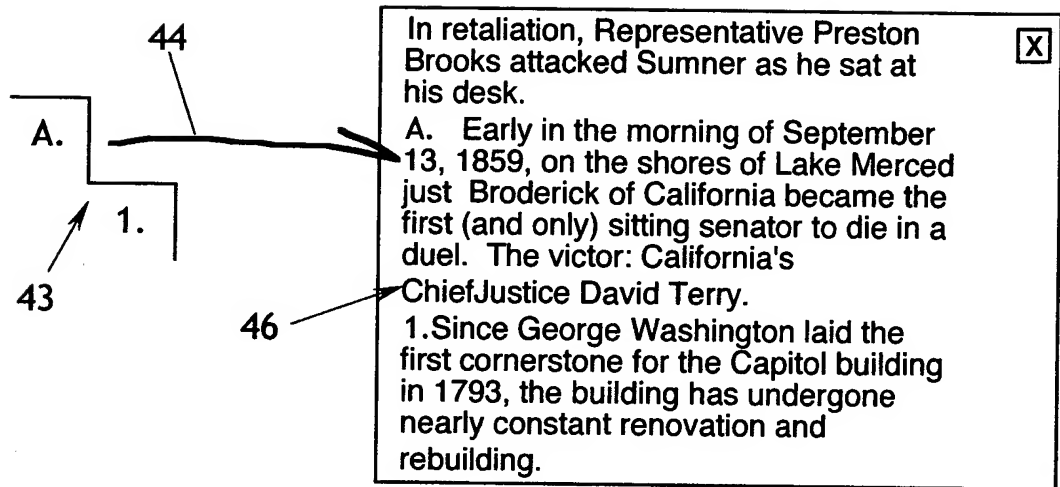 44
A.
1.
43
46
X
In retaliation, Representative Preston
Brooks attacked Sumner as he sat at
his desk.
A. Early in the morning of September
13, 1859, on the shores of Lake Merced
just Broderick of California became the
first (and only) sitting senator to die in a
duel. The victor: California's
ChiefJustice David Terry.
1.Since George Washington laid the
first cornerstone for the Capitol building
in 1793, the building has undergone
nearly constant renovation and
rebuilding.